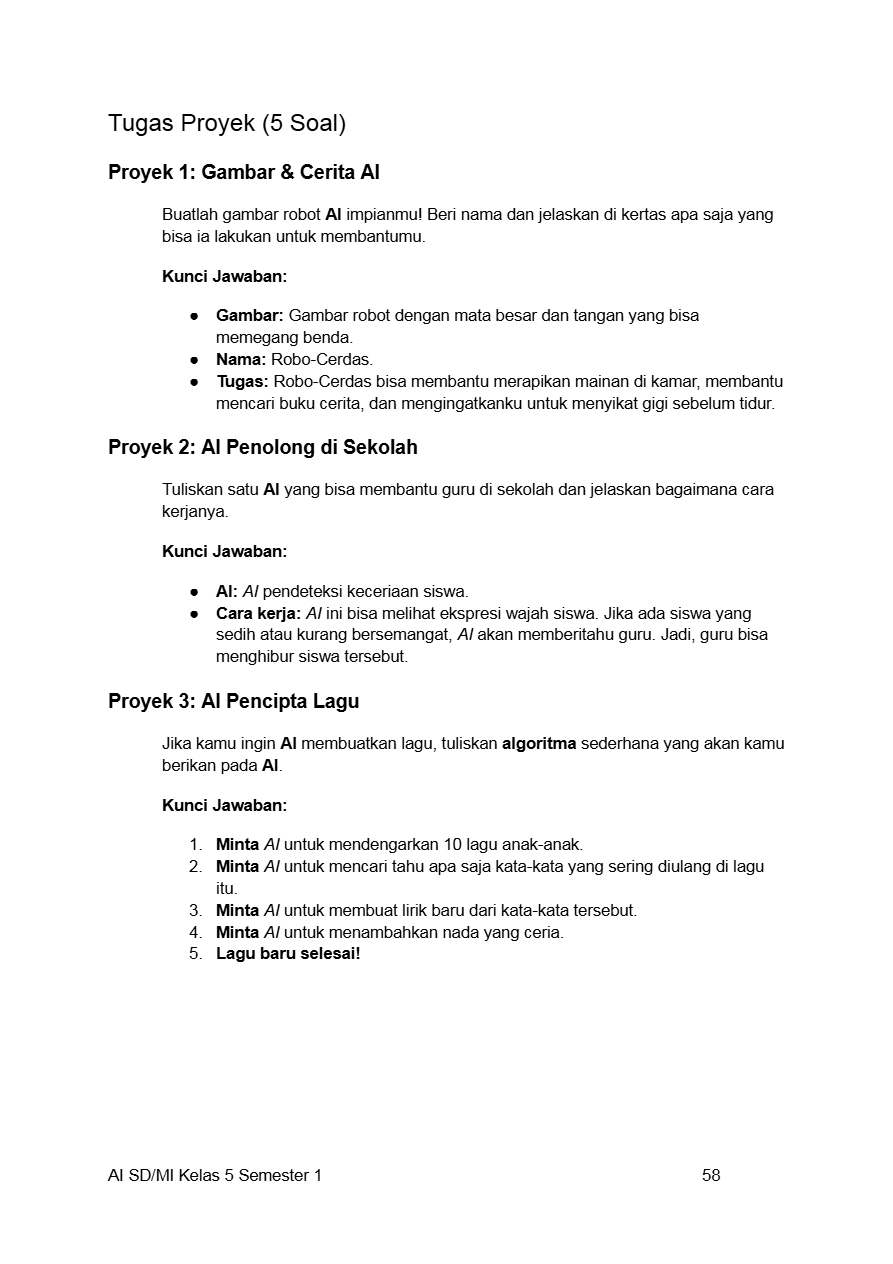 Tugas Proyek (5 Soal)
Proyek 1: Gambar & Cerita AI
Buatlah gambar robot AI impianmu! Beri nama dan jelaskan di kertas apa saja yang
bisa ia lakukan untuk membantumu.
Kunci Jawaban:
● Gambar: Gambar robot dengan mata besar dan tangan yang bisa
memegang benda.
● Nama: Robo-Cerdas.
● Tugas: Robo-Cerdas bisa membantu merapikan mainan di kamar, membantu
mencari buku cerita, dan mengingatkanku untuk menyikat gigi sebelum tidur.
Proyek 2: AI Penolong di Sekolah
Tuliskan satu AI yang bisa membantu guru di sekolah dan jelaskan bagaimana cara
kerjanya.
Kunci Jawaban:
● AI: AI pendeteksi keceriaan siswa.
● Cara kerja: AI ini bisa melihat ekspresi wajah siswa. Jika ada siswa yang
sedih atau kurang bersemangat, AI akan memberitahu guru. Jadi, guru bisa
menghibur siswa tersebut.
Proyek 3: AI Pencipta Lagu
Jika kamu ingin AI membuatkan lagu, tuliskan algoritma sederhana yang akan kamu
berikan pada AI.
Kunci Jawaban:
1. Minta AI untuk mendengarkan 10 lagu anak-anak.
2. Minta AI untuk mencari tahu apa saja kata-kata yang sering diulang di lagu
itu.
3. Minta AI untuk membuat lirik baru dari kata-kata tersebut.
4. Minta AI untuk menambahkan nada yang ceria.
5. Lagu baru selesai!
AI SD/MI Kelas 5 Semester 1 58